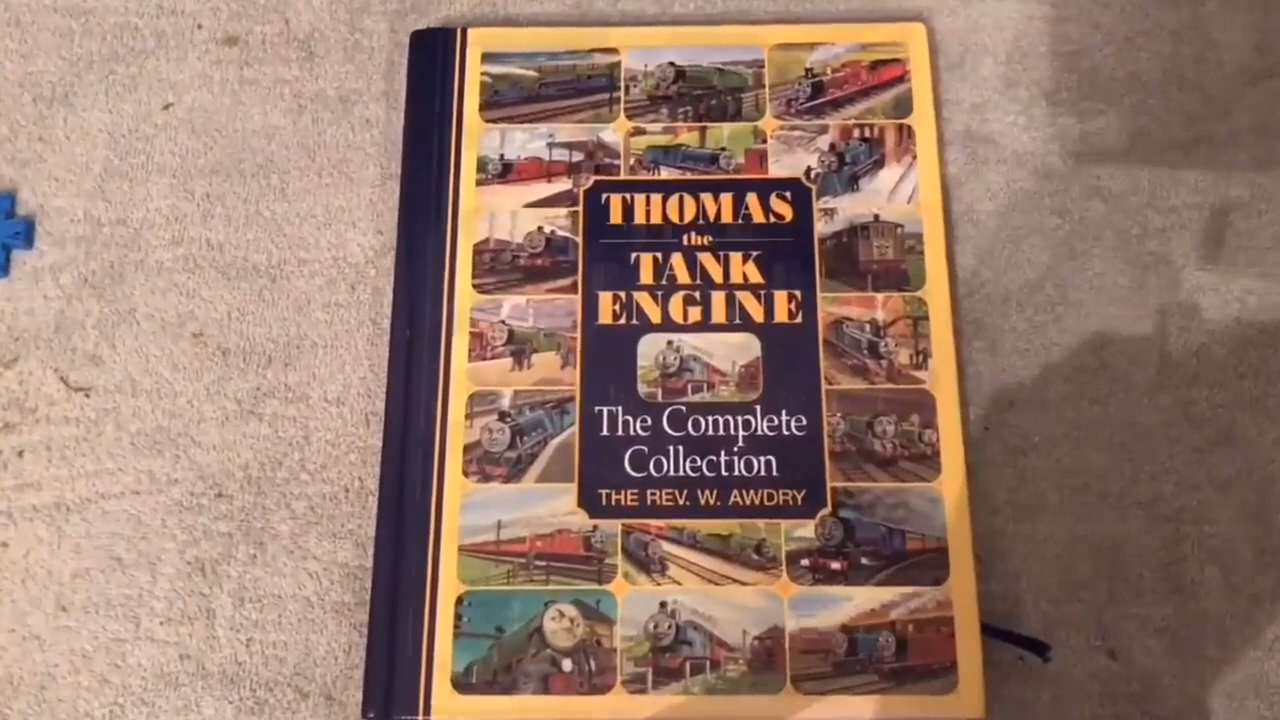 THOMAS
the
TANK
ENGINE
The Complete
Collection
THE REV. W. AWDRY